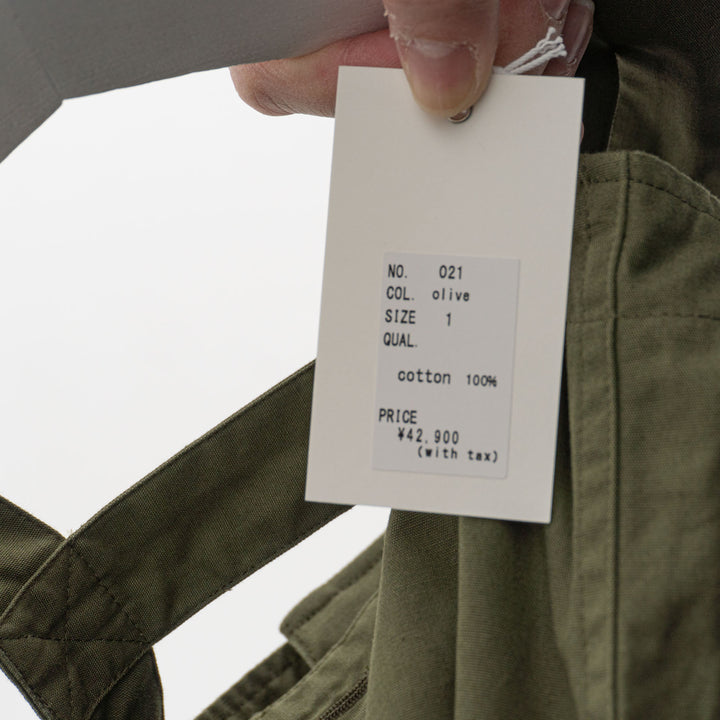 NO. 021
COL. olive
SIZE 1
QUAL.
cotton 100%
PRICE
¥42,900
(with tax)